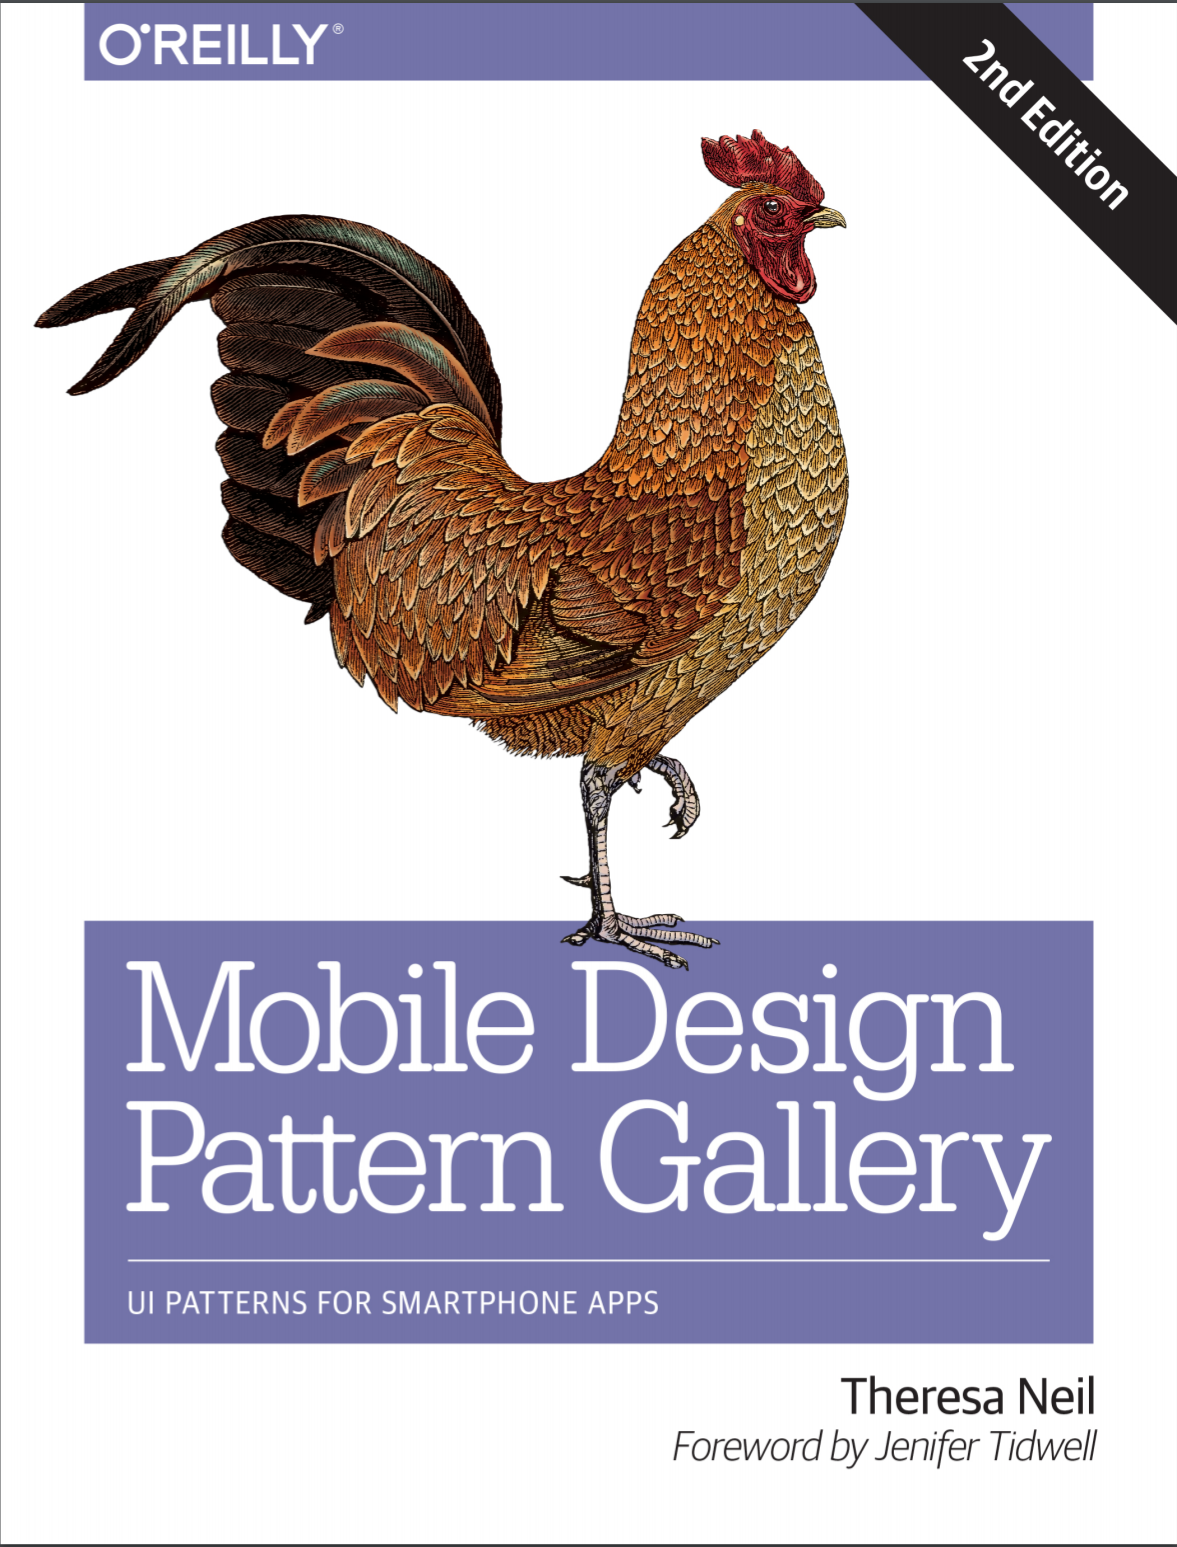 O'REILLY®
2nd Edition
Mobile Design
Pattern Gallery
UI PATTERNS FOR SMARTPHONE APPS
Theresa Neil
Foreword by Jenifer Tidwell